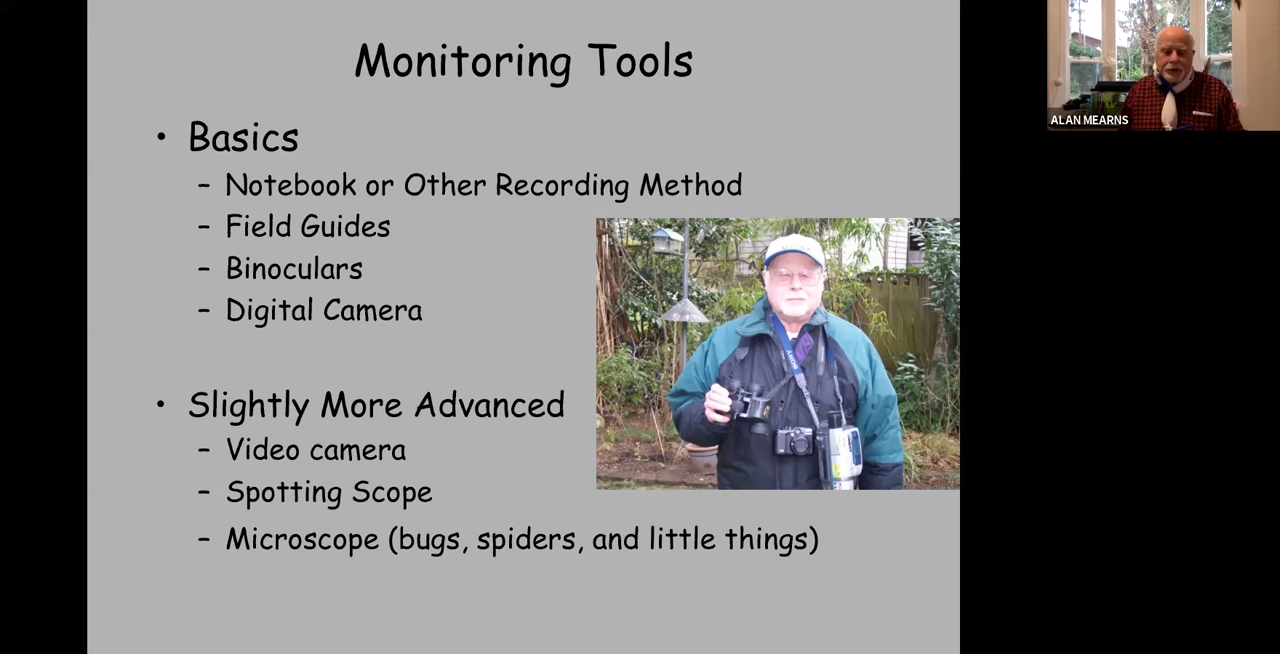 Monitoring Tools
• Basics
– Notebook or Other Recording Method
– Field Guides
– Binoculars
– Digital Camera
• Slightly More Advanced
– Video camera
– Spotting Scope
– Microscope (bugs, spiders, and little things)
ALAN MEARNS
SONY